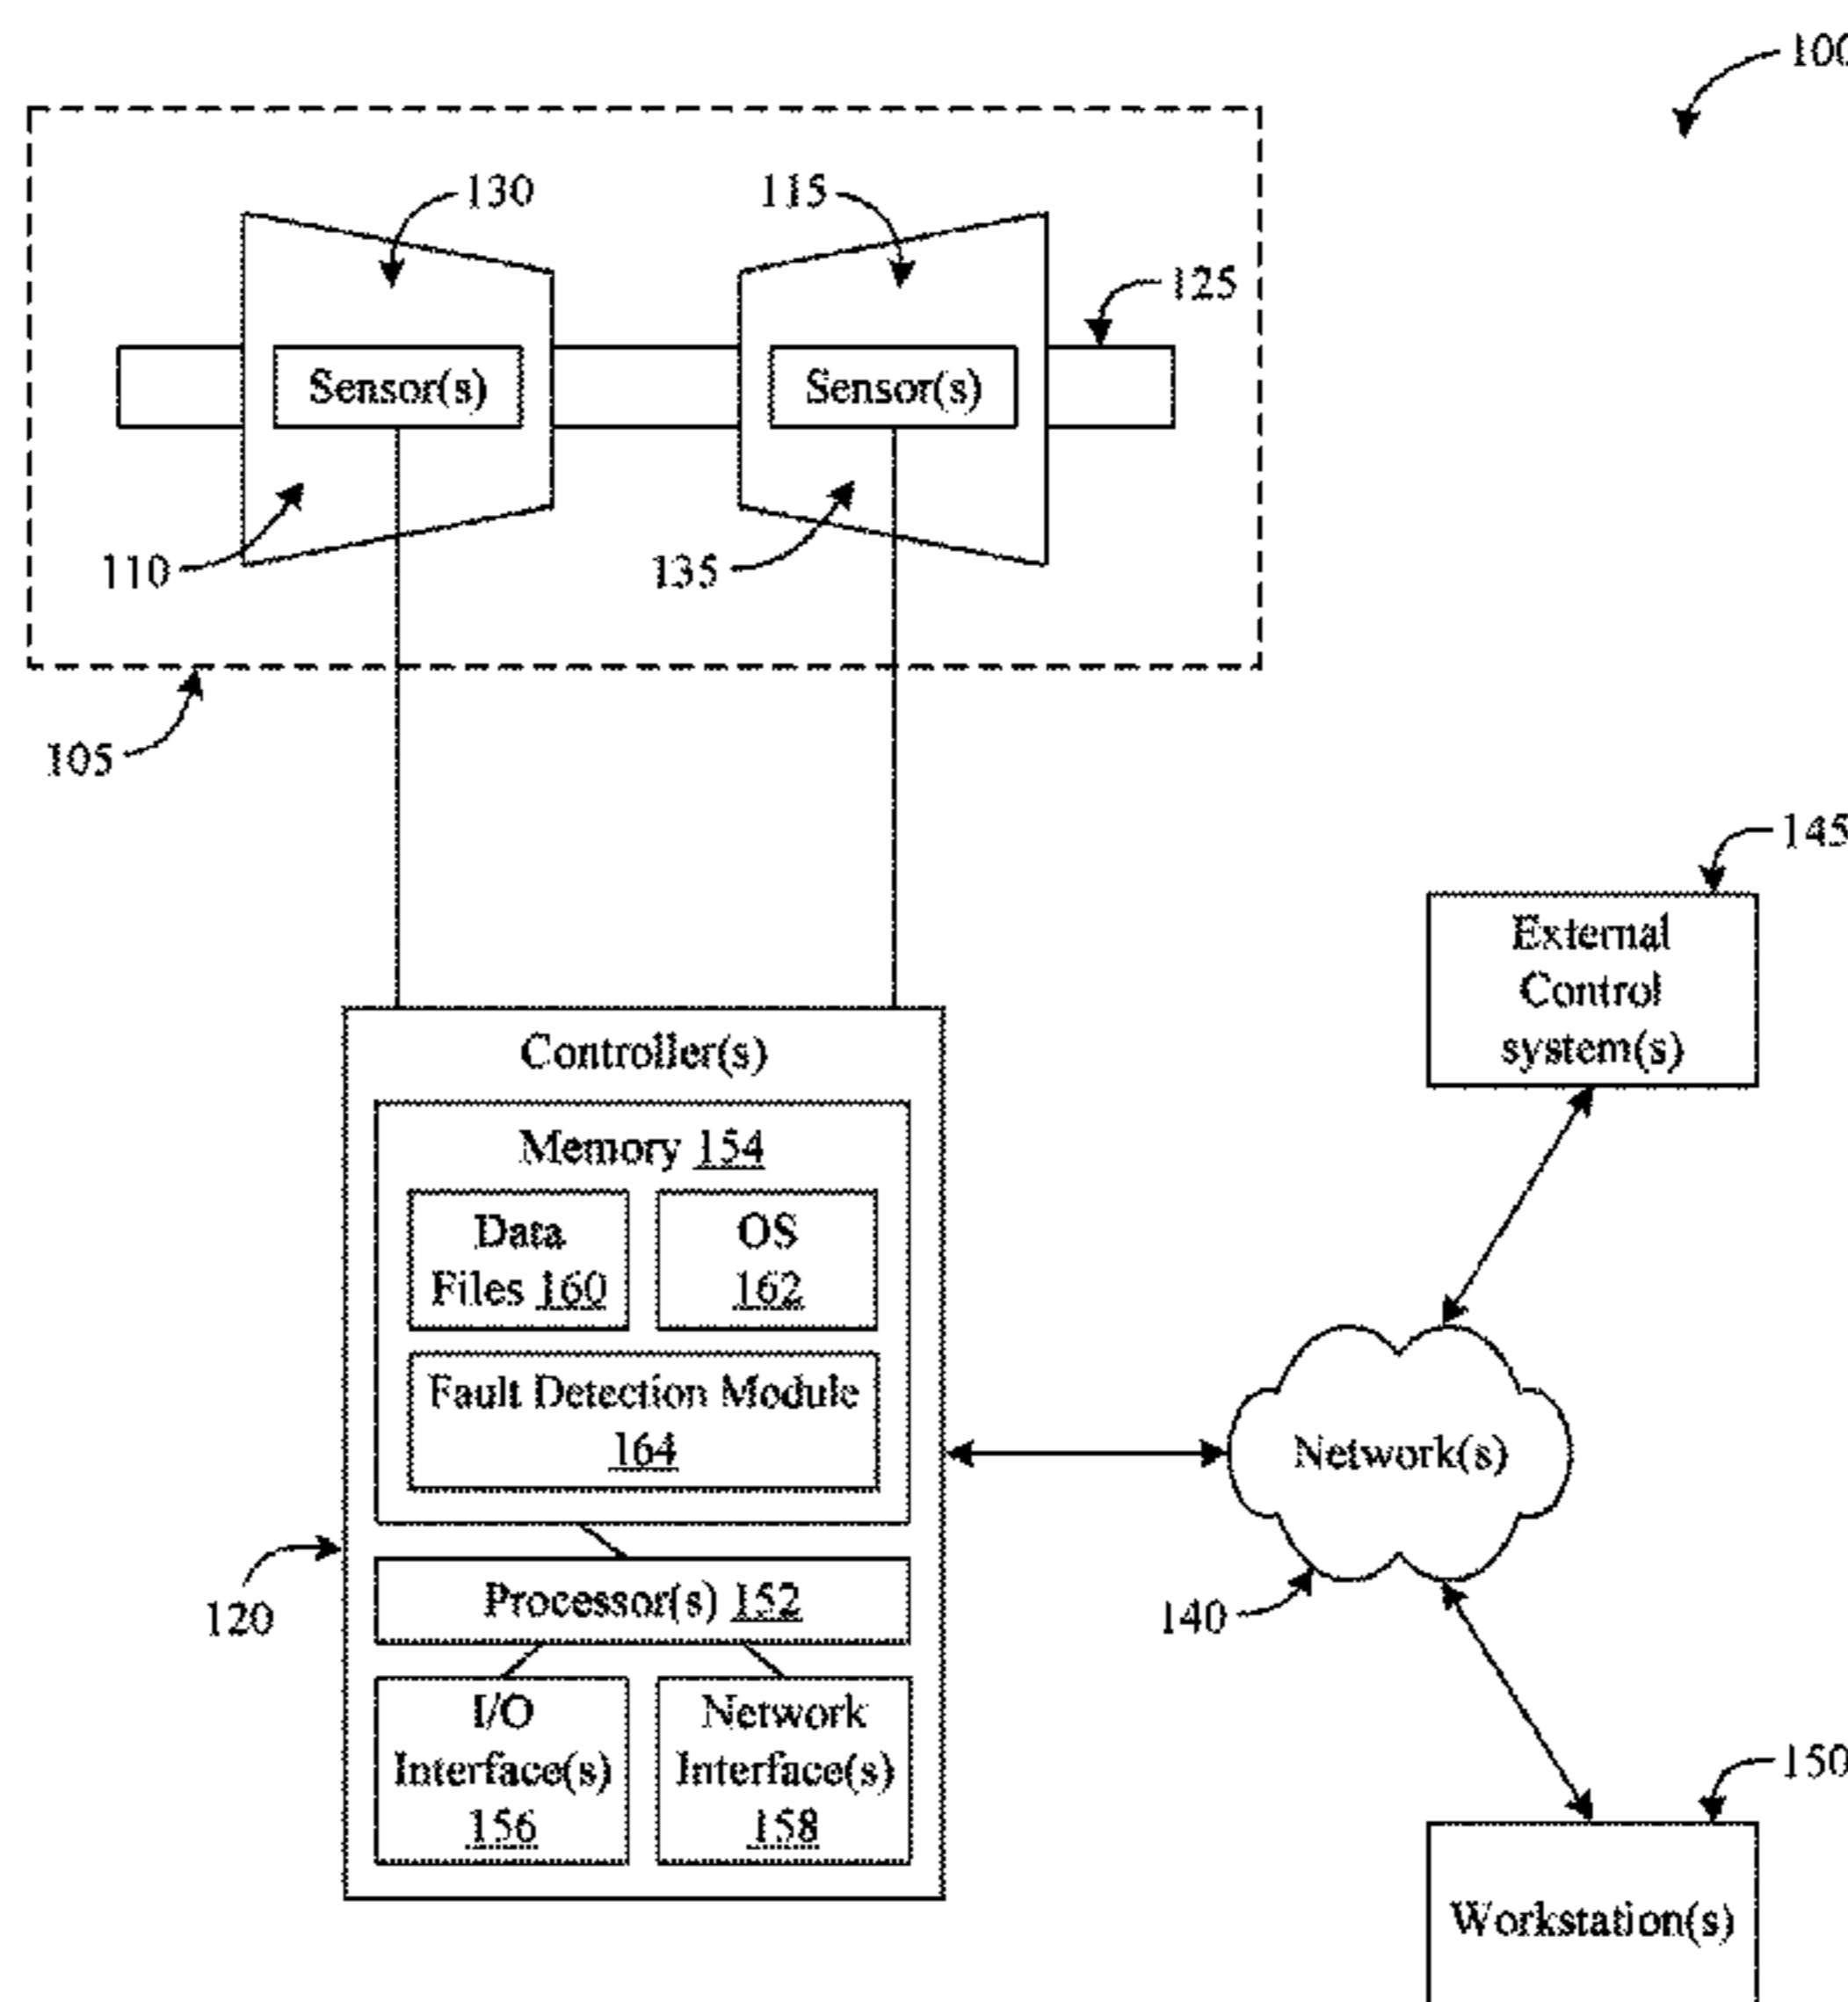 100
130
115
125
Sensor(s)
Sensor(s)
110
135
105
145
External
Control
system(s)
Controller(s)
Memory 154
Data
Files 160
OS
162
Fault Detection Module
164
Network(s)
120
Processor(s) 152
140
I/O
Interface(s)
156
Network
Interface(s)
158
150
Workstation(s)